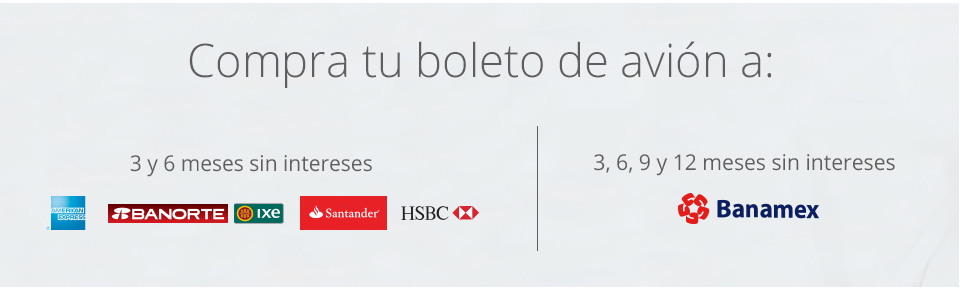 Compra tu boleto de avión a:
3 y 6 meses sin intereses
AMERICAN EXPRESS
BANORTE IXE Santander HSBC
3, 6, 9 y 12 meses sin intereses
Banamex